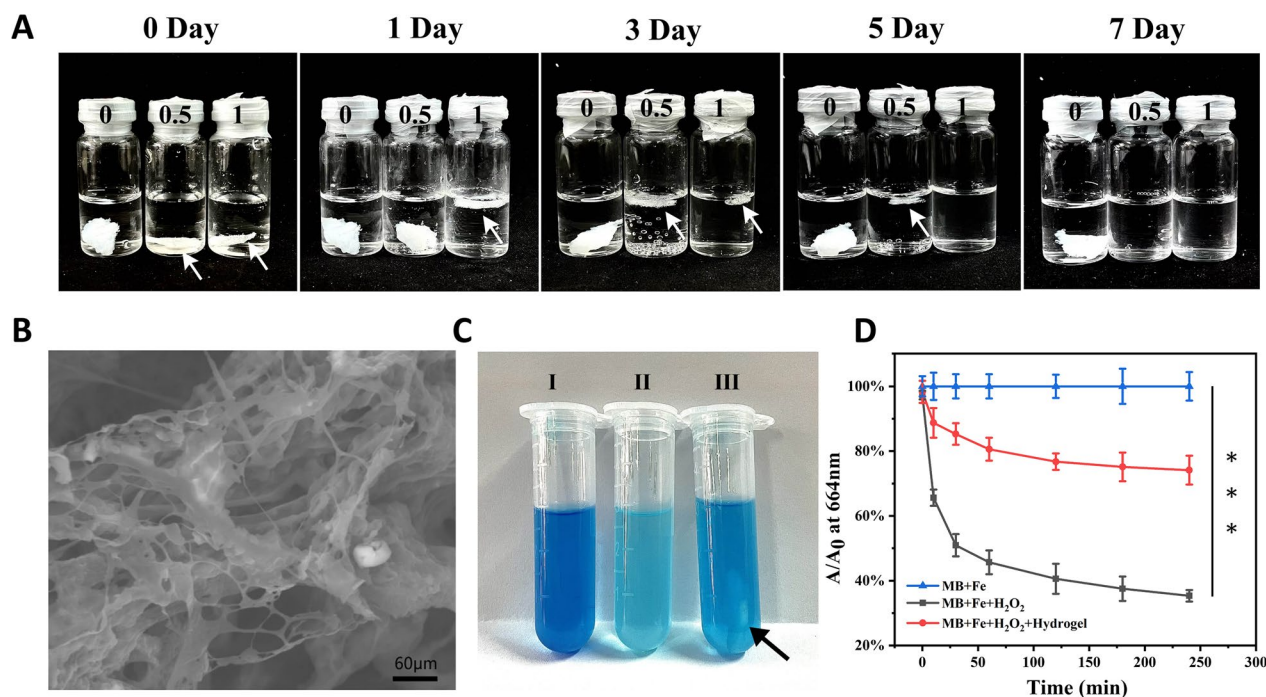 A
0 Day
1 Day
3 Day
5 Day
7 Day
0 0.5 1
0 0.5 1
0 0.5 1
0 0.5 1
0 0.5 1
B
60μm
C
I II III
D
A/A0 at 664nm
100%
80%
60%
40%
20%
MB+Fe
MB+Fe+H₂O₂
MB+Fe+H₂O₂+Hydrogel
* * *
0 50 100 150 200 250 300
Time (min)